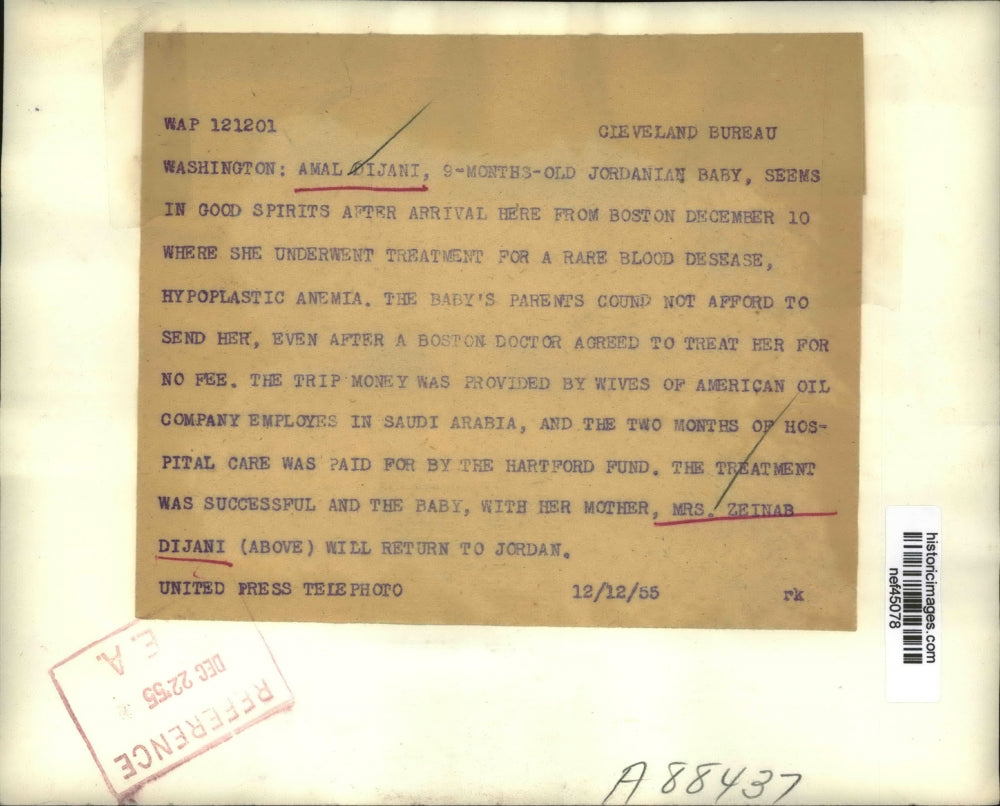 WAP 121201
CIEVELAND BUREAU
WASHINGTON: AMAL DIJANI, 9-MONTHS-OLD JORDANIAN BABY, SEEMS
IN GOOD SPIRITS AFTER ARRIVAL HERE FROM BOSTON DECEMBER 10
WHERE SHE UNDERWENT TREATMENT FOR A RARE BLOOD DESEASE,
HYPOPLASTIC ANEMIA. THE BABY'S PARENTS COUND NOT AFFORD TO
SEND HER, EVEN AFTER A BOSTON DOCTOR AGREED TO TREAT HER FOR
NO FEE. THE TRIP MONEY WAS PROVIDED BY WIVES OF AMERICAN OIL
COMPANY EMPLOYES IN SAUDI ARABIA, AND THE TWO MONTHS OF HOS-
PITAL CARE WAS PAID FOR BY THE HARTFORD FUND. THE TREATMENT
WAS SUCCESSFUL AND THE BABY, WITH HER MOTHER, MRS. ZEINAB
DIJANI (ABOVE) WILL RETURN TO JORDAN.
UNITED PRESS TELEPHOTO 12/12/55 rk
historicimages.com
nef45078
REFERENCE
DEC 22'55
E. A.
A88437